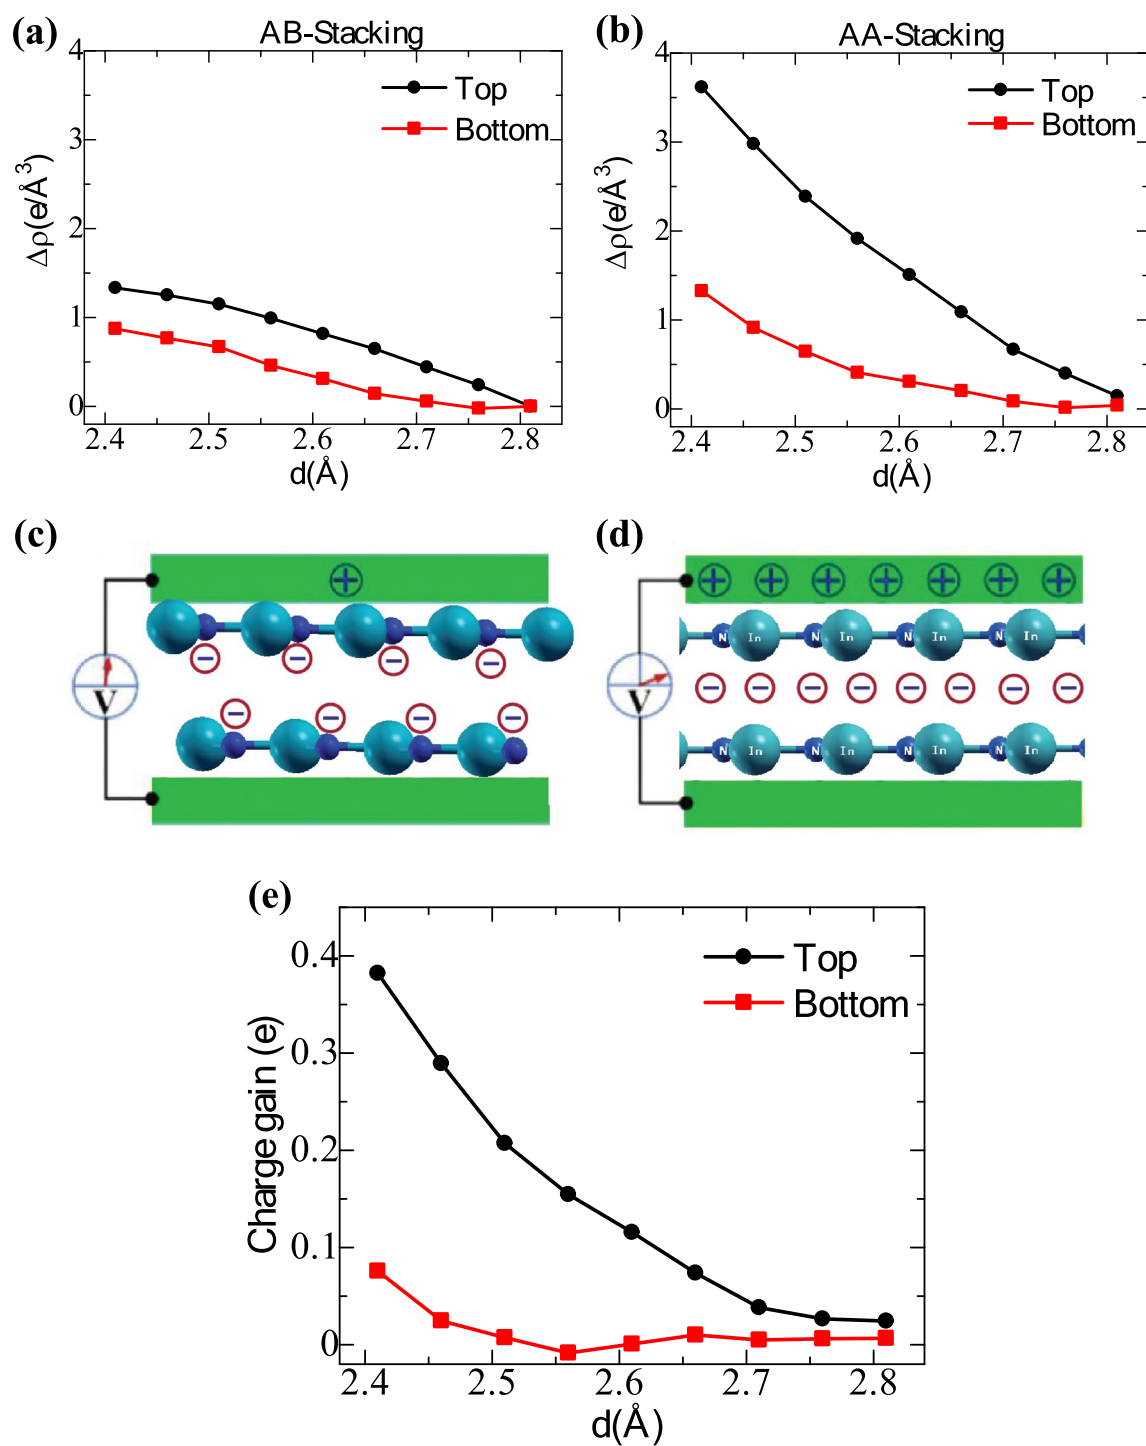 (a)
AB-Stacking
4
3
2
1
0
Δρ(e/Å³)
Top
Bottom
2.4
2.5
2.6
2.7
2.8
d(Å)
(b)
AA-Stacking
4
3
2
1
0
Δρ(e/Å³)
Top
Bottom
2.4
2.5
2.6
2.7
2.8
d(Å)
(c)
+
V
− − − −
− − − −
(d)
+ + + + + + +
V
N In N In N In N
− − − − − − − −
N In N In N In N
(e)
0.4
0.3
0.2
0.1
0
Charge gain (e)
Top
Bottom
2.4
2.5
2.6
2.7
2.8
d(Å)